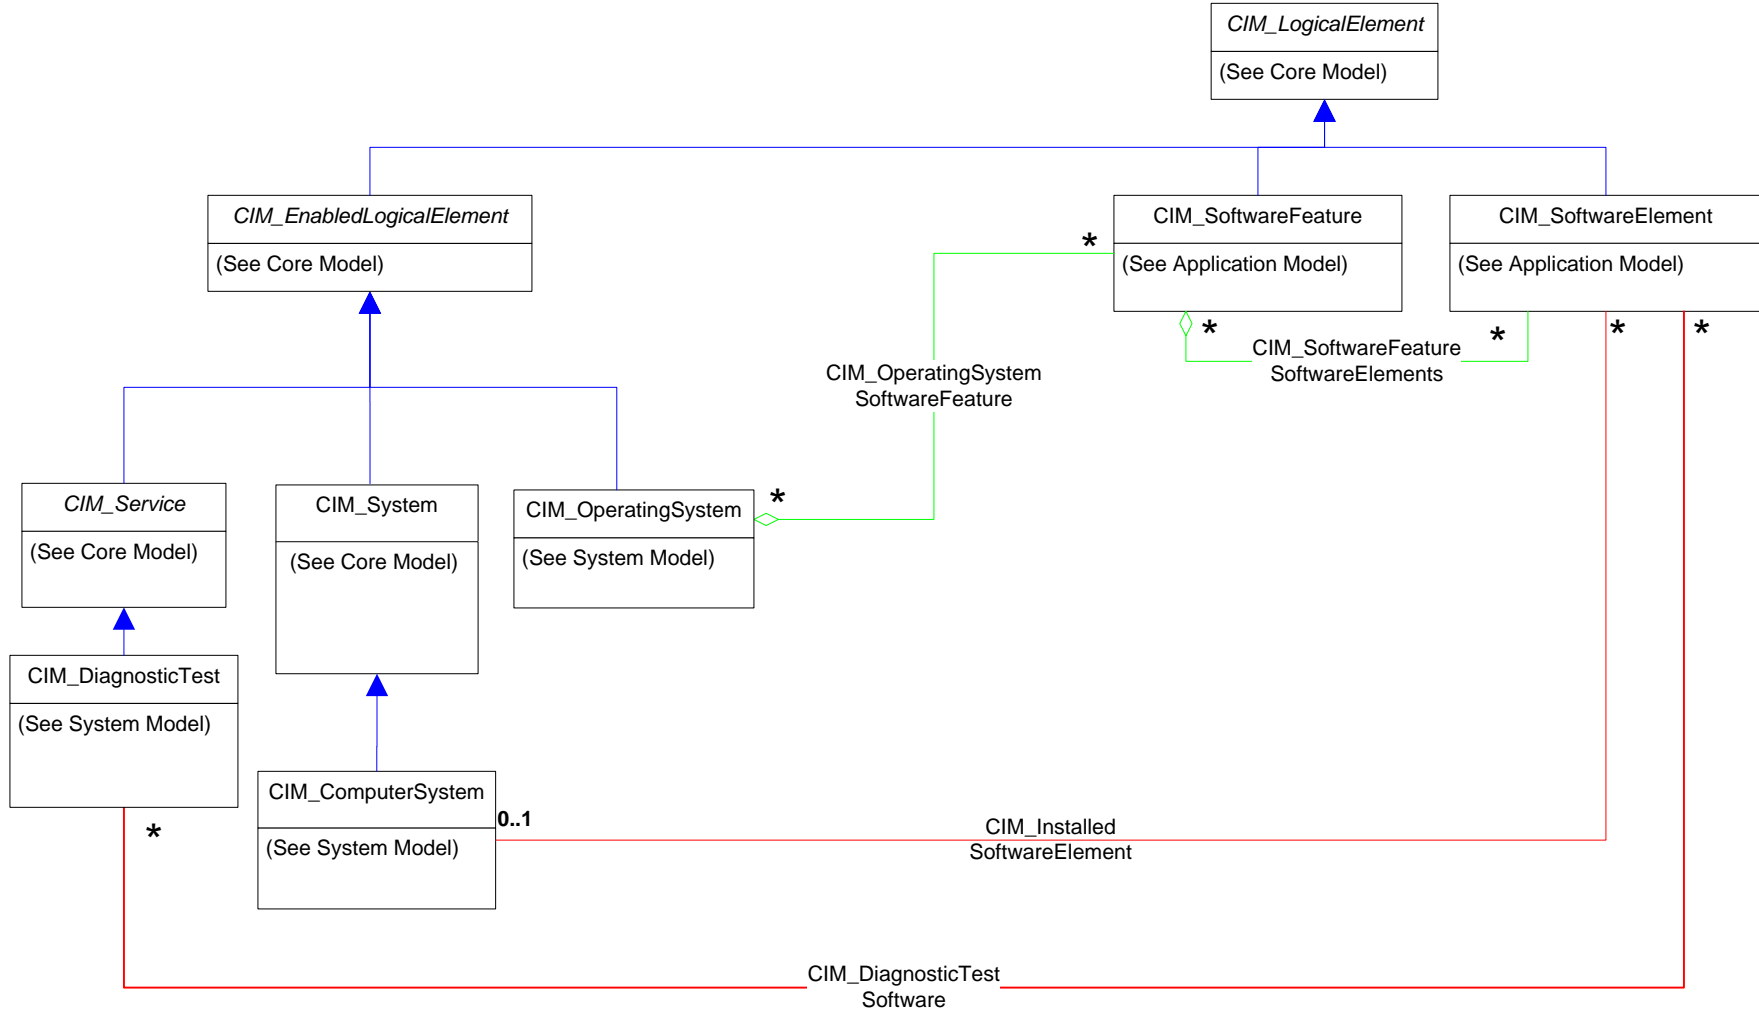 CIM_LogicalElement
(See Core Model)
CIM_EnabledLogicalElement
(See Core Model)
CIM_SoftwareFeature
(See Application Model)
CIM_SoftwareElement
(See Application Model)
*
*
*
*
*
CIM_SoftwareFeature
SoftwareElements
CIM_OperatingSystem
SoftwareFeature
CIM_Service
(See Core Model)
CIM_System
(See Core Model)
CIM_OperatingSystem
(See System Model)
*
CIM_DiagnosticTest
(See System Model)
*
CIM_ComputerSystem
(See System Model)
0..1
CIM_Installed
SoftwareElement
CIM_DiagnosticTest
Software